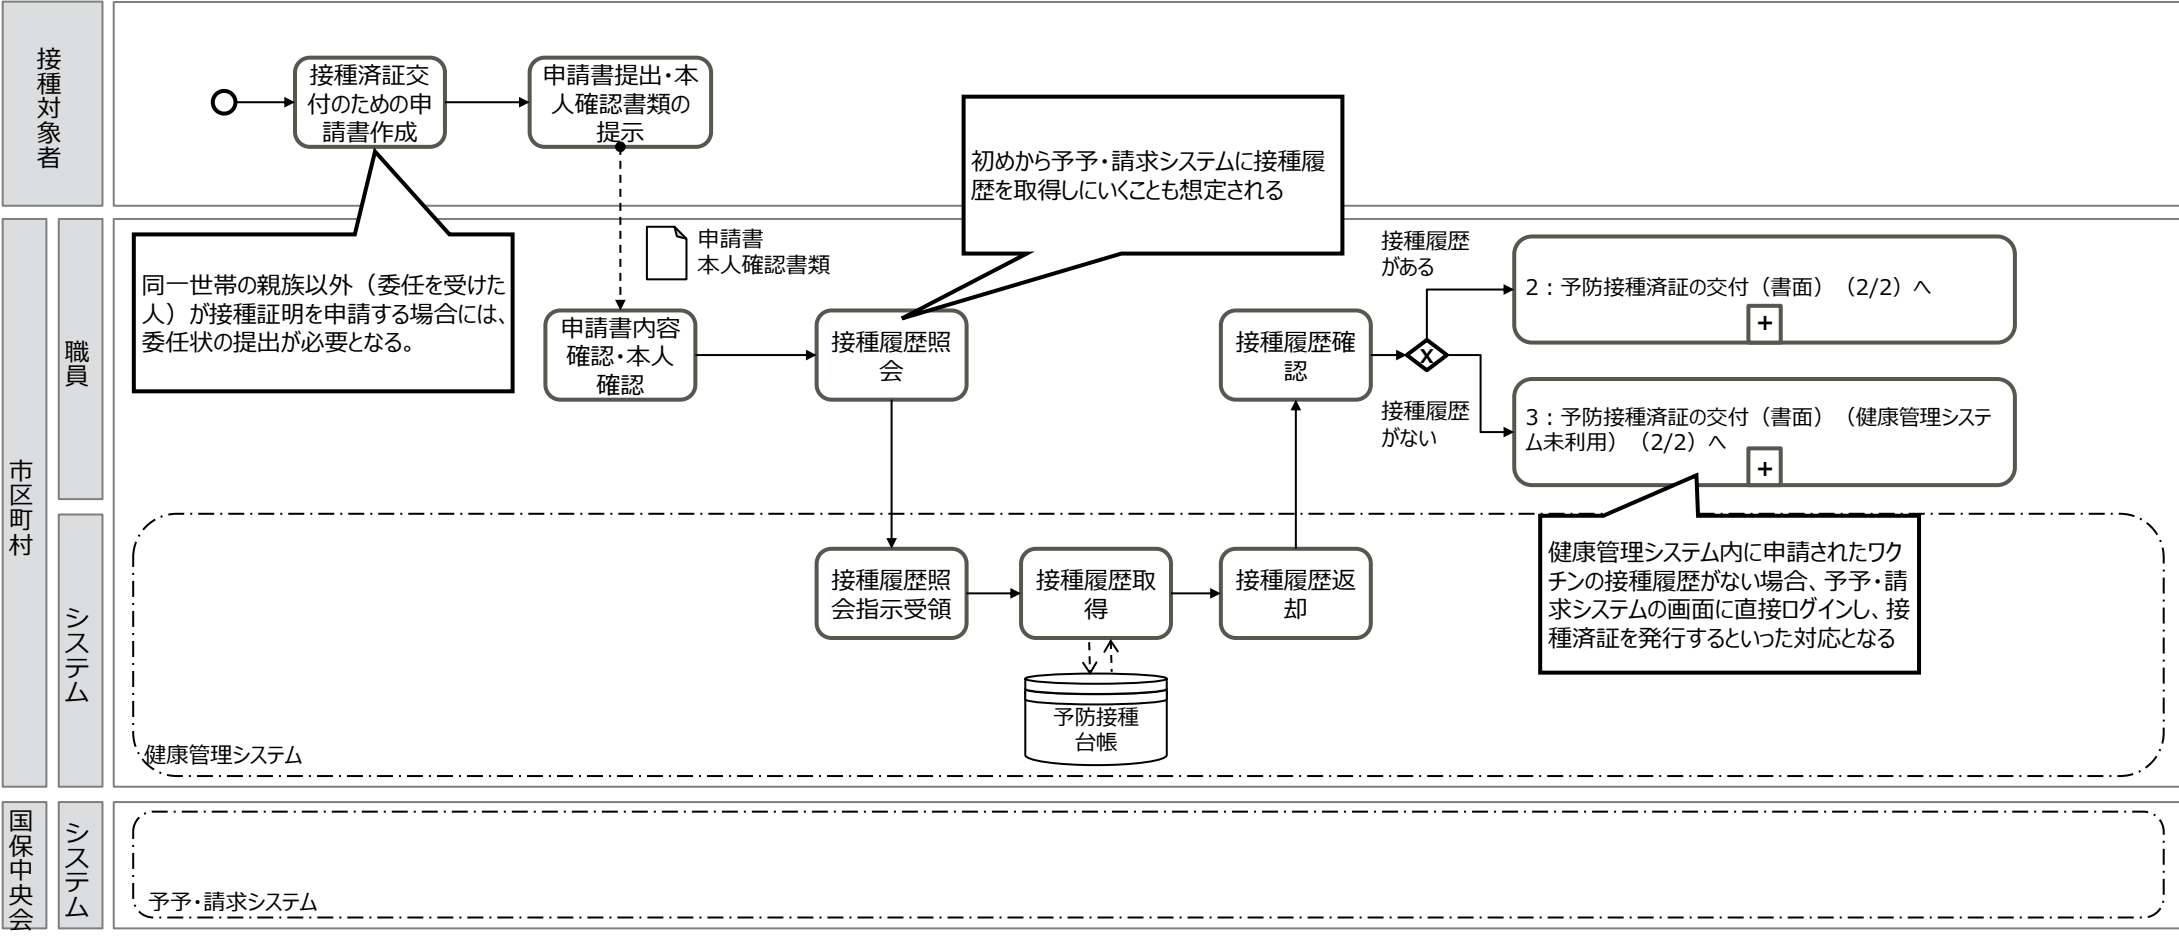 接種対象者
接種済証交
付のための申
請書作成
申請書提出・本
人確認書類の
提示
初めから予予・請求システムに接種履
歴を取得しにいくことも想定される
市区町村
職員
同一世帯の親族以外（委任を受けた
人）が接種証明を申請する場合には、
委任状の提出が必要となる。
申請書
本人確認書類
申請書内容
確認・本人
確認
接種履歴照
会
接種履歴確
認
X
接種履歴
がある
2：予防接種済証の交付（書面）（2/2）へ
+
接種履歴
がない
3：予防接種済証の交付（書面）（健康管理システ
ム未利用）（2/2）へ
+
システム
接種履歴照
会指示受領
接種履歴取
得
接種履歴返
却
健康管理システム内に申請されたワク
チンの接種履歴がない場合、予予・請
求システムの画面に直接ログインし、接
種済証を発行するといった対応となる
予防接種
台帳
健康管理システム
国保中央会
システム
予予・請求システム